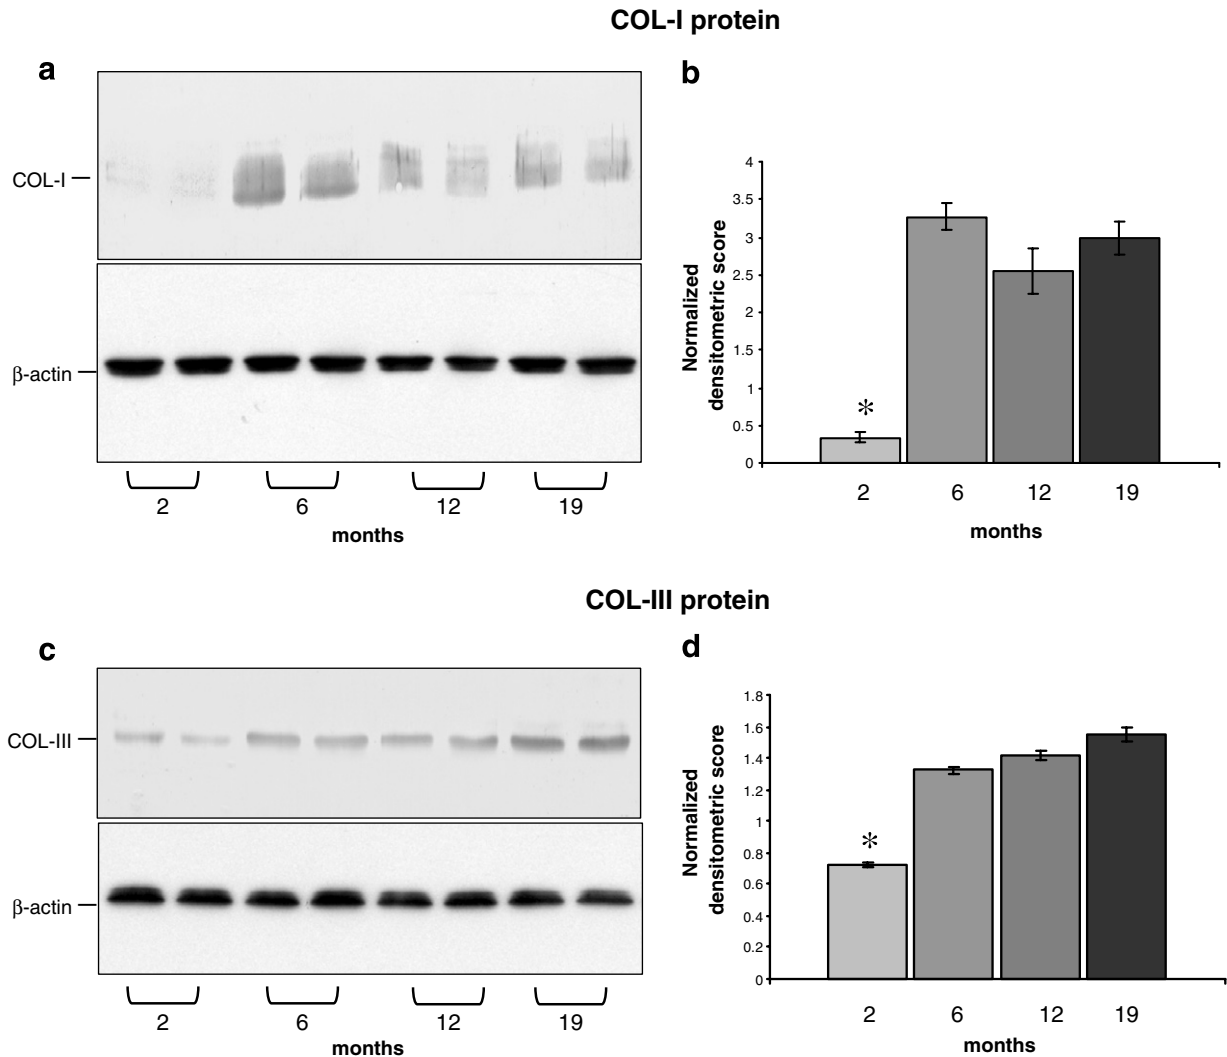 COL-I protein
a
b
COL-I
β-actin
2 6 12 19
months
4
3.5
3
2.5
2
1.5
1
0.5
0
Normalized
densitometric score
*
2 6 12 19
months
COL-III protein
c
d
COL-III
β-actin
2 6 12 19
months
1.8
1.6
1.4
1.2
1
0.8
0.6
0.4
0.2
0
Normalized
densitometric score
*
2 6 12 19
months